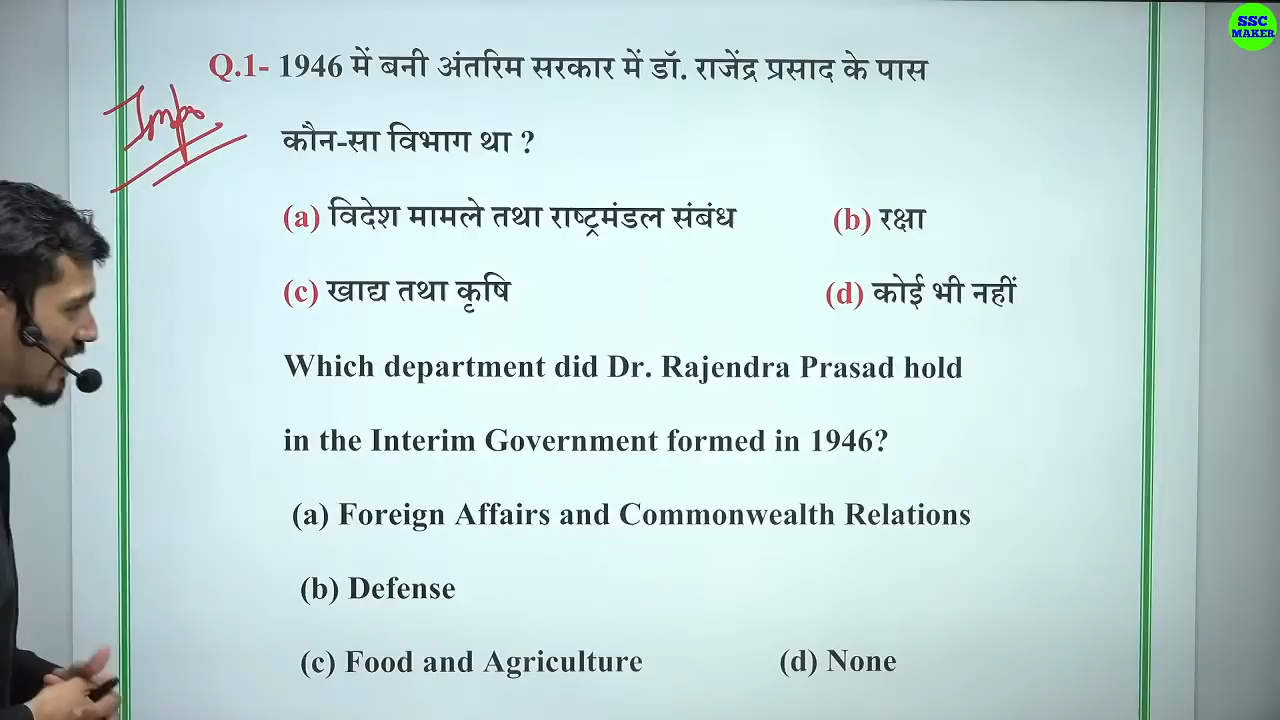 SSC
MAKER
Q.1- 1946 में बनी अंतरिम सरकार में डॉ. राजेंद्र प्रसाद के पास
Imp.
कौन-सा विभाग था ?
(a) विदेश मामले तथा राष्ट्रमंडल संबंध (b) रक्षा
(c) खाद्य तथा कृषि (d) कोई भी नहीं
Which department did Dr. Rajendra Prasad hold
in the Interim Government formed in 1946?
(a) Foreign Affairs and Commonwealth Relations
(b) Defense
(c) Food and Agriculture (d) None